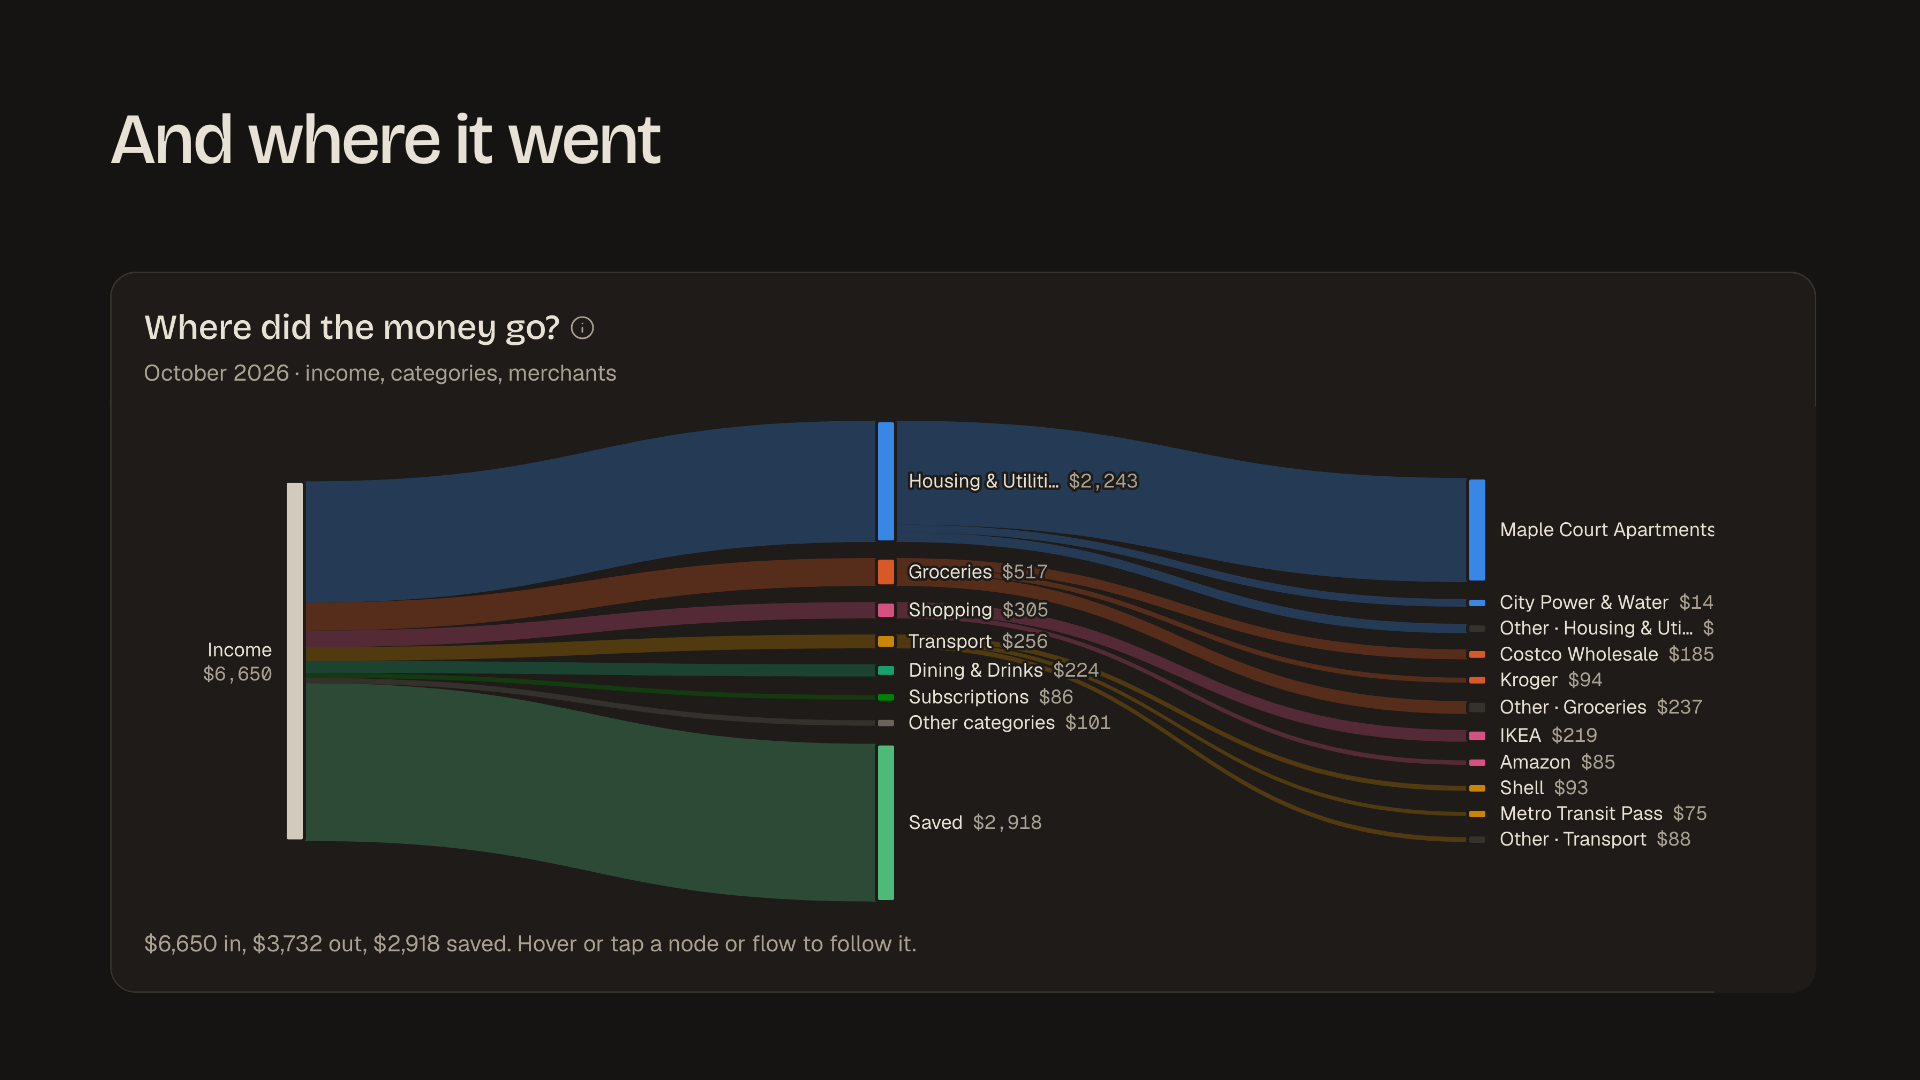 And where it went
Where did the money go?
October 2026 · income, categories, merchants
Income
$6,650
Housing & Utiliti… $2,243
Groceries $517
Shopping $305
Transport $256
Dining & Drinks $224
Subscriptions $86
Other categories $101
Saved $2,918
Maple Court Apartments
City Power & Water $14
Other · Housing & Uti… $
Costco Wholesale $185
Kroger $94
Other · Groceries $237
IKEA $219
Amazon $85
Shell $93
Metro Transit Pass $75
Other · Transport $88
$6,650 in, $3,732 out, $2,918 saved. Hover or tap a node or flow to follow it.